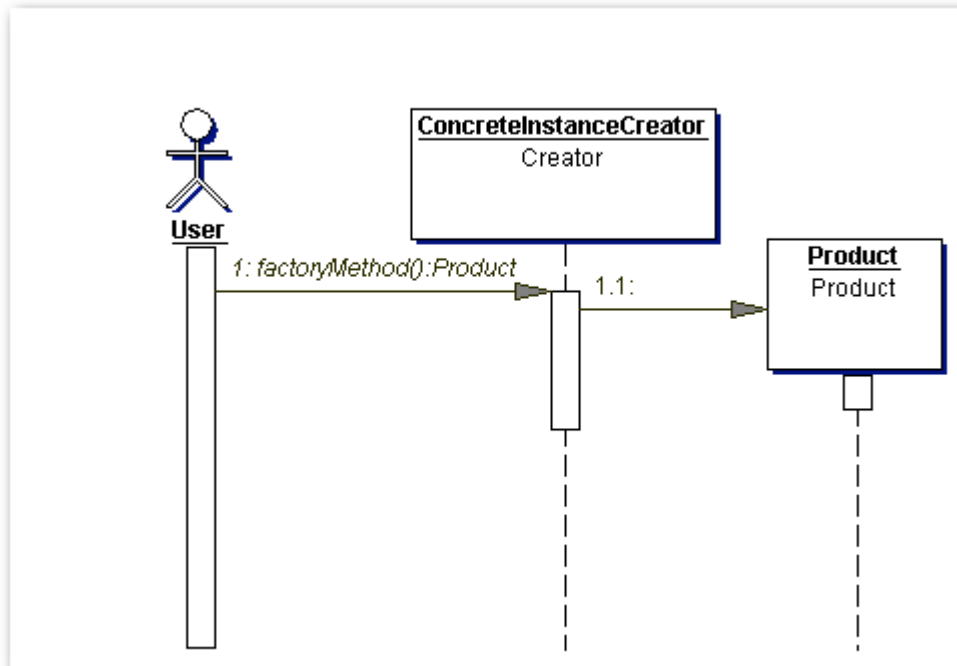 ConcreteInstanceCreator
Creator
User
1: factoryMethod():Product
1.1:
Product
Product